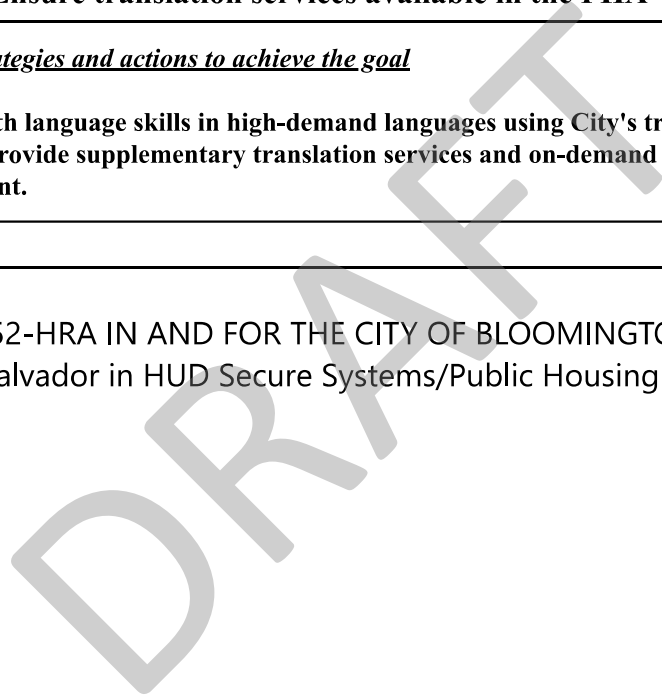 Ensure translation services available in the PHA
ategies and actions to achieve the goal
th language skills in high-demand languages using City's tr
rovide supplementary translation services and on-demand
nt.
52-HRA IN AND FOR THE CITY OF BLOOMINGTO
alvador in HUD Secure Systems/Public Housing
DRAFT